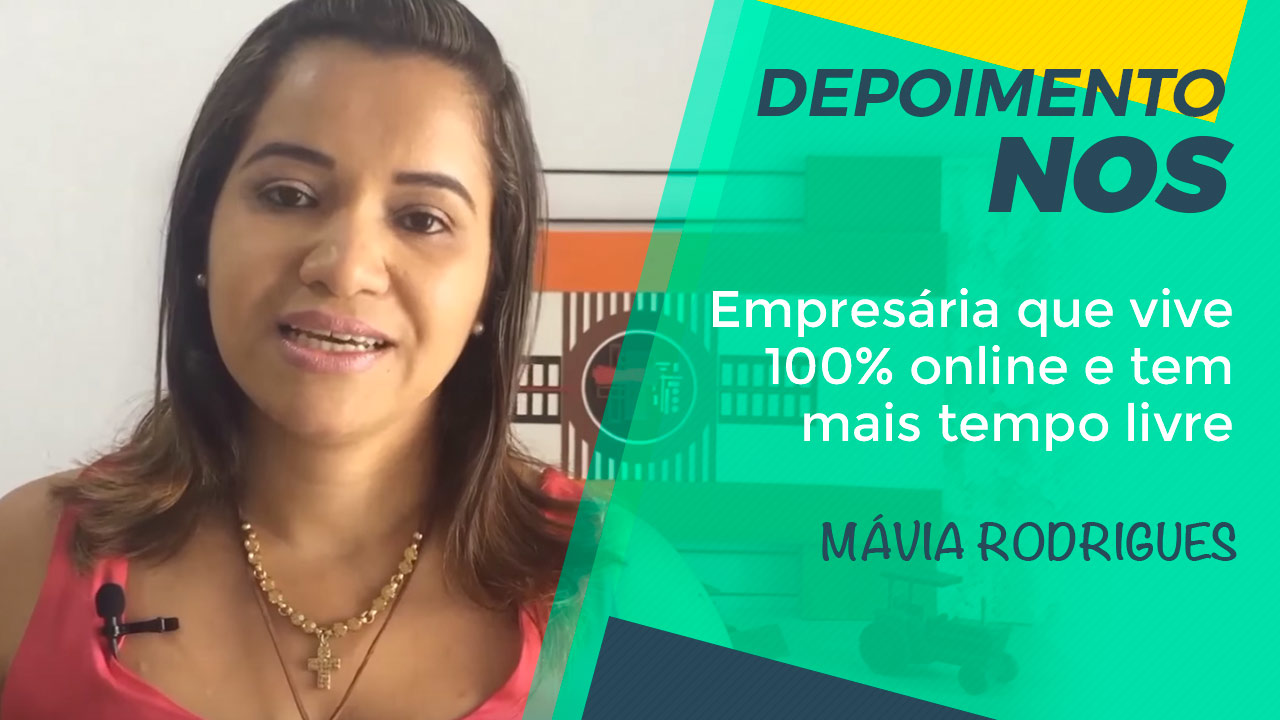 DEPOIMENTO
NOS
Empresária que vive
100% online e tem
mais tempo livre
MÁVIA RODRIGUES